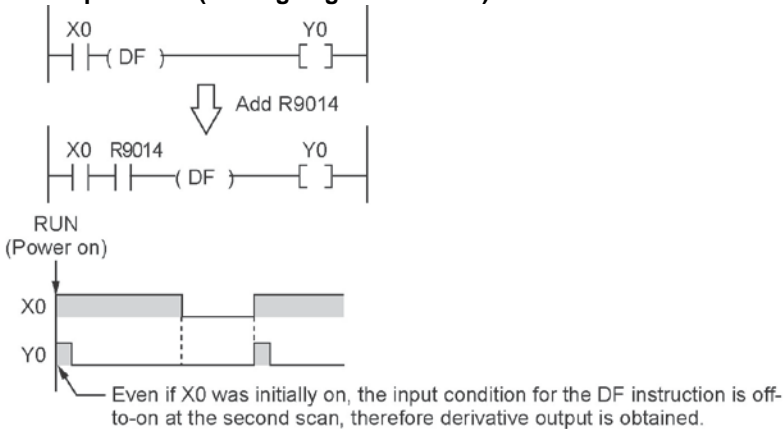 X0 Y0
( DF )
Add R9014
X0 R9014 Y0
( DF )
RUN
(Power on)
X0
Y0
Even if X0 was initially on, the input condition for the DF instruction is off-
to-on at the second scan, therefore derivative output is obtained.